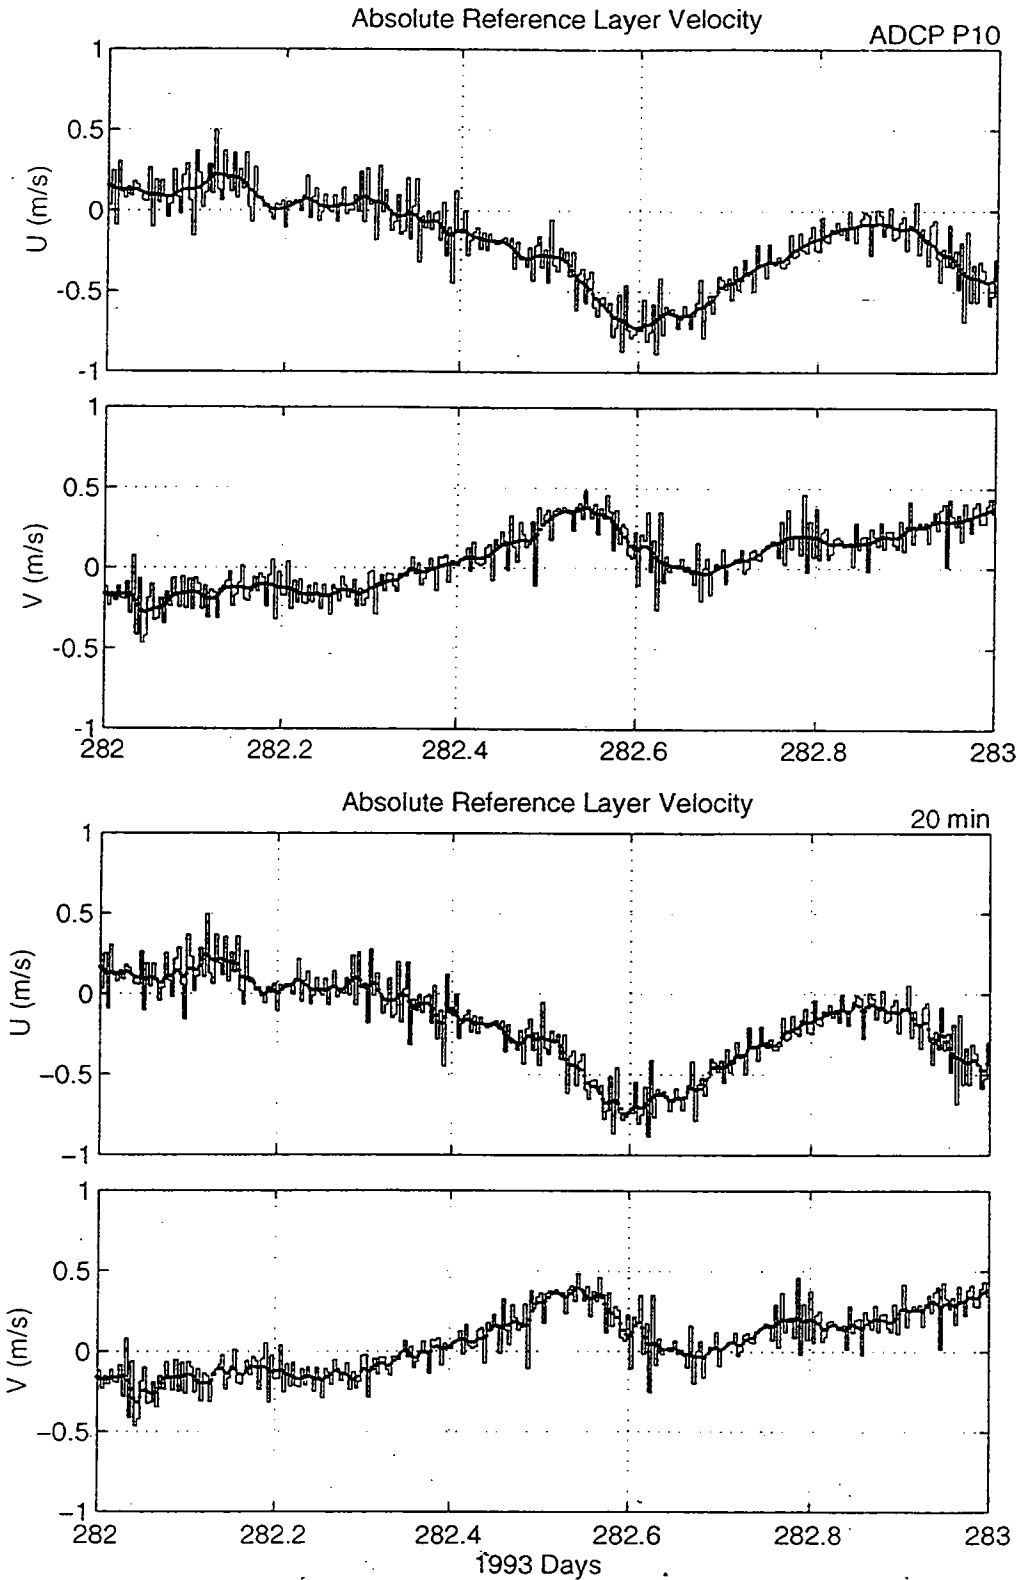 Absolute Reference Layer Velocity
ADCP P10
1
0.5
0
-0.5
-1
U (m/s)
1
0.5
0
-0.5
-1
V (m/s)
282 282.2 282.4 282.6 282.8 283
Absolute Reference Layer Velocity
20 min
1
0.5
0
−0.5
−1
U (m/s)
1
0.5
0
−0.5
−1
V (m/s)
282 282.2 282.4 282.6 282.8 283
1993 Days